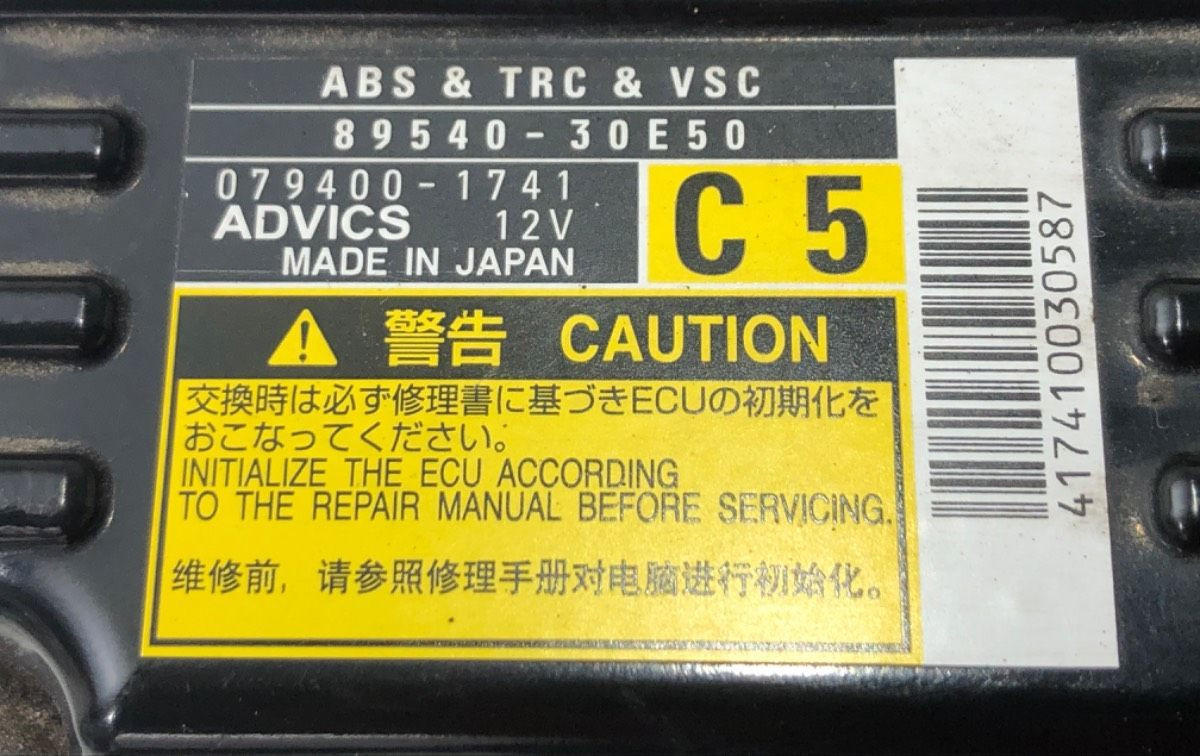 ABS & TRC & VSC
89540-30E50
079400-1741
ADVICS 12V
MADE IN JAPAN
C 5
警告 CAUTION
交換時は必ず修理書に基づきECUの初期化を
おこなってください。
INITIALIZE THE ECU ACCORDING
TO THE REPAIR MANUAL BEFORE SERVICING.
维修前, 请参照修理手册对电脑进行初始化。
417410030587